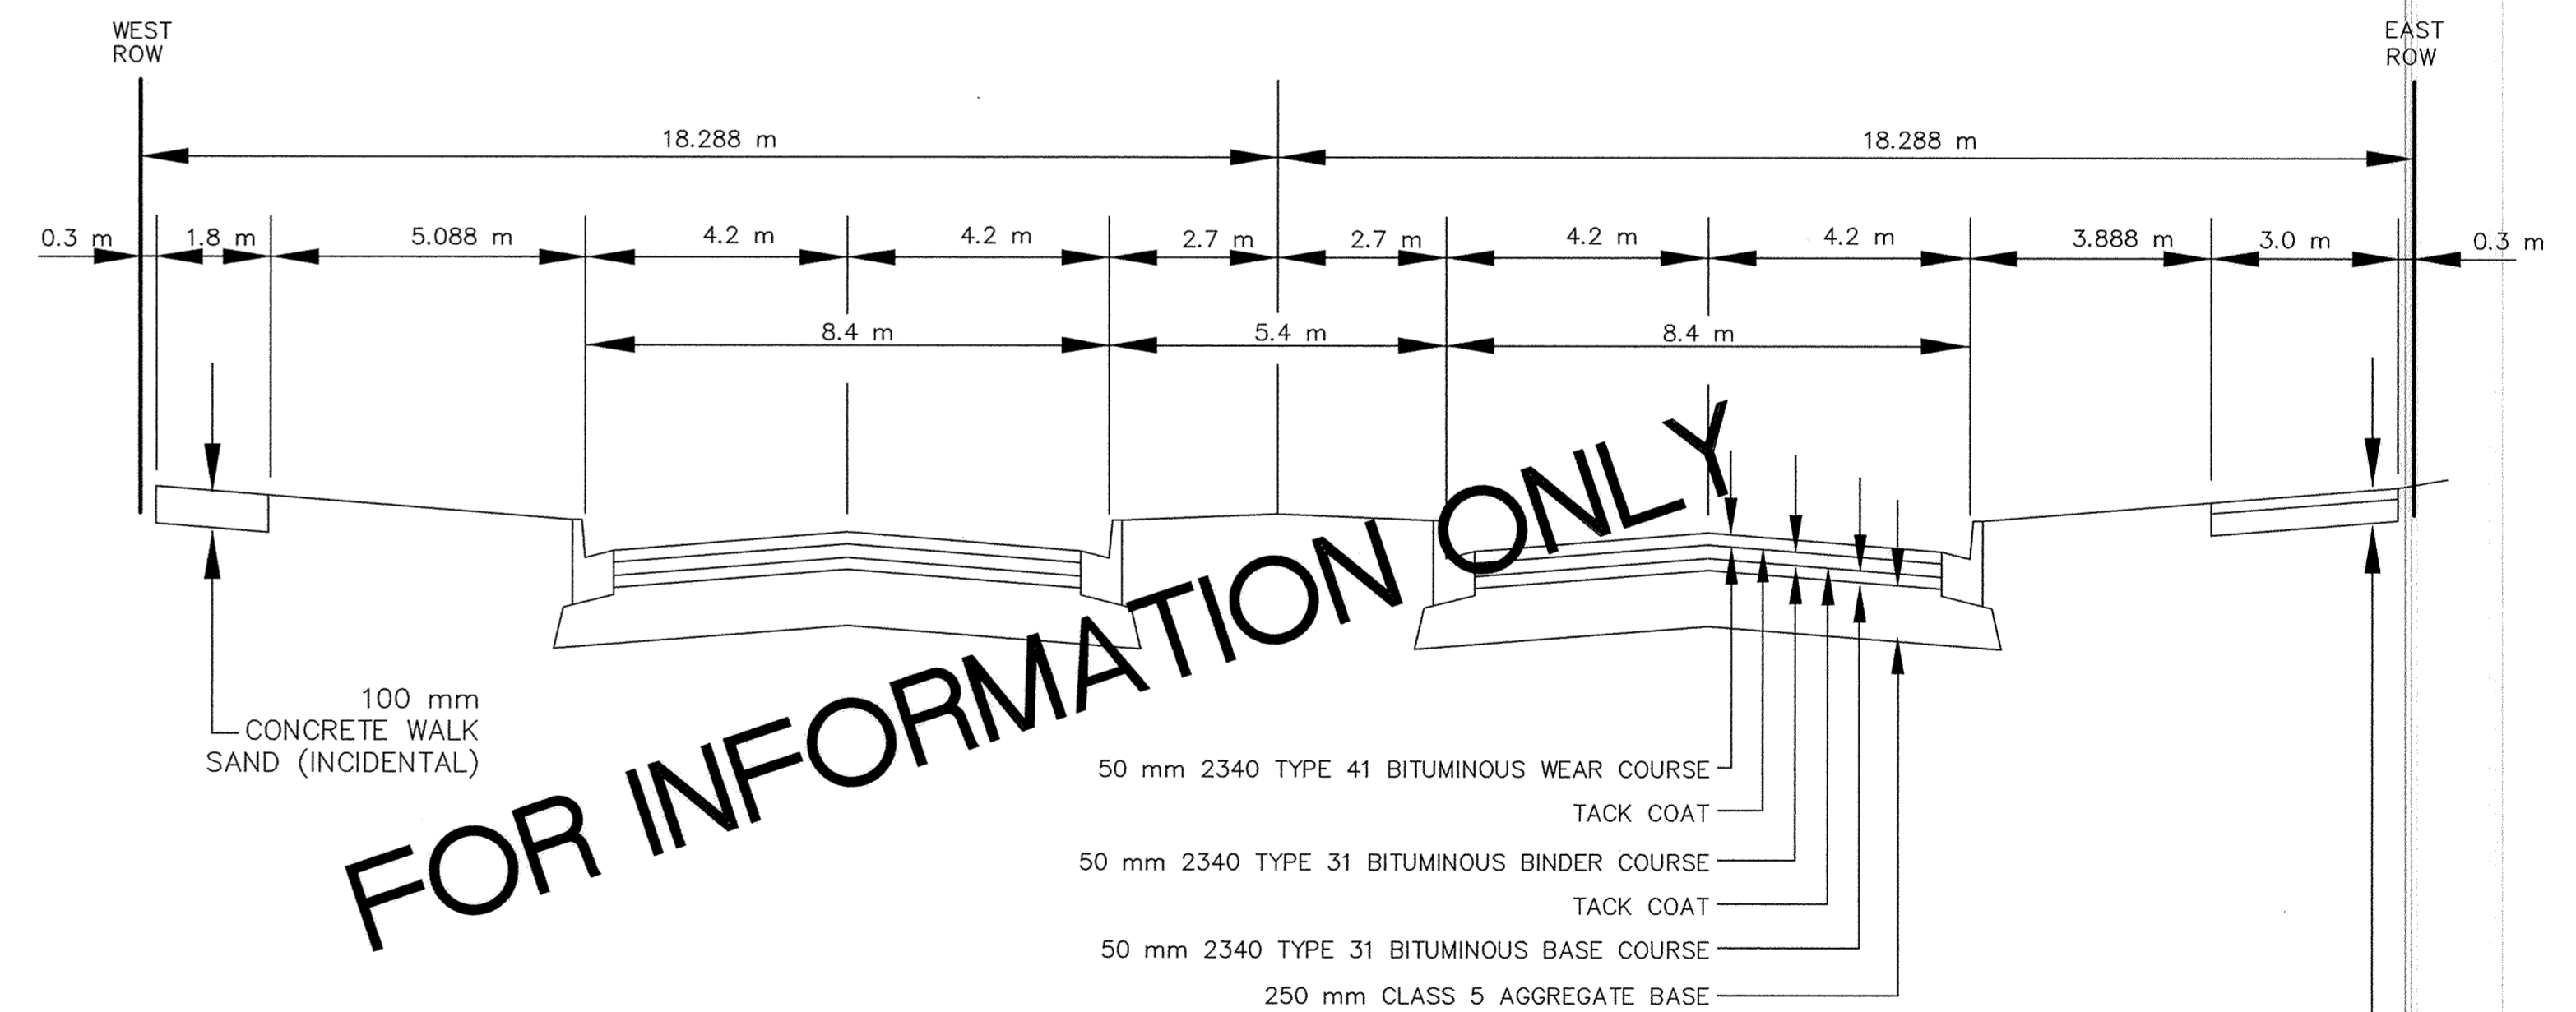 WEST
ROW
EAST
ROW
18.288 m
18.288 m
0.3 m
1.8 m
5.088 m
4.2 m
4.2 m
2.7 m
2.7 m
4.2 m
4.2 m
3.888 m
3.0 m
0.3 m
8.4 m
5.4 m
8.4 m
100 mm
CONCRETE WALK
SAND (INCIDENTAL)
FOR INFORMATION ONLY
50 mm 2340 TYPE 41 BITUMINOUS WEAR COURSE
TACK COAT
50 mm 2340 TYPE 31 BITUMINOUS BINDER COURSE
TACK COAT
50 mm 2340 TYPE 31 BITUMINOUS BASE COURSE
250 mm CLASS 5 AGGREGATE BASE